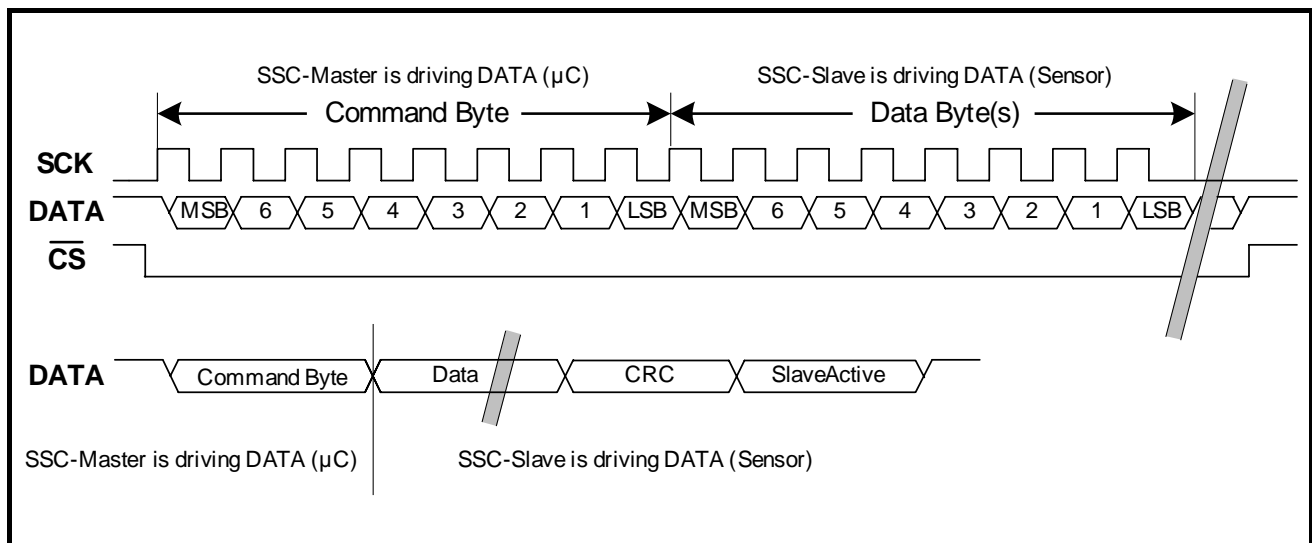 SSC-Master is driving DATA (µC) SSC-Slave is driving DATA (Sensor)
Command Byte Data Byte(s)
SCK
DATA MSB 6 5 4 3 2 1 LSB MSB 6 5 4 3 2 1 LSB
CS
DATA Command Byte Data CRC SlaveActive
SSC-Master is driving DATA (µC) SSC-Slave is driving DATA (Sensor)